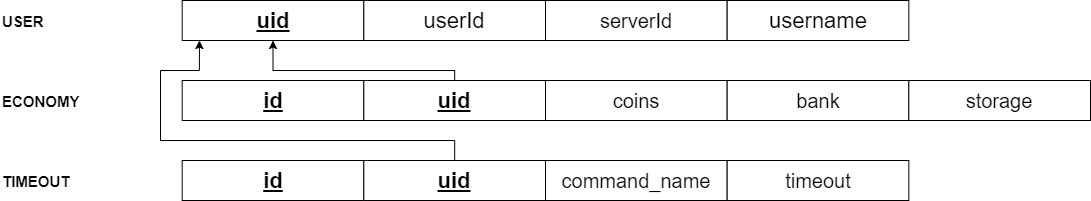 USER uid userId serverId username
ECONOMY id uid coins bank storage
TIMEOUT id uid command_name timeout